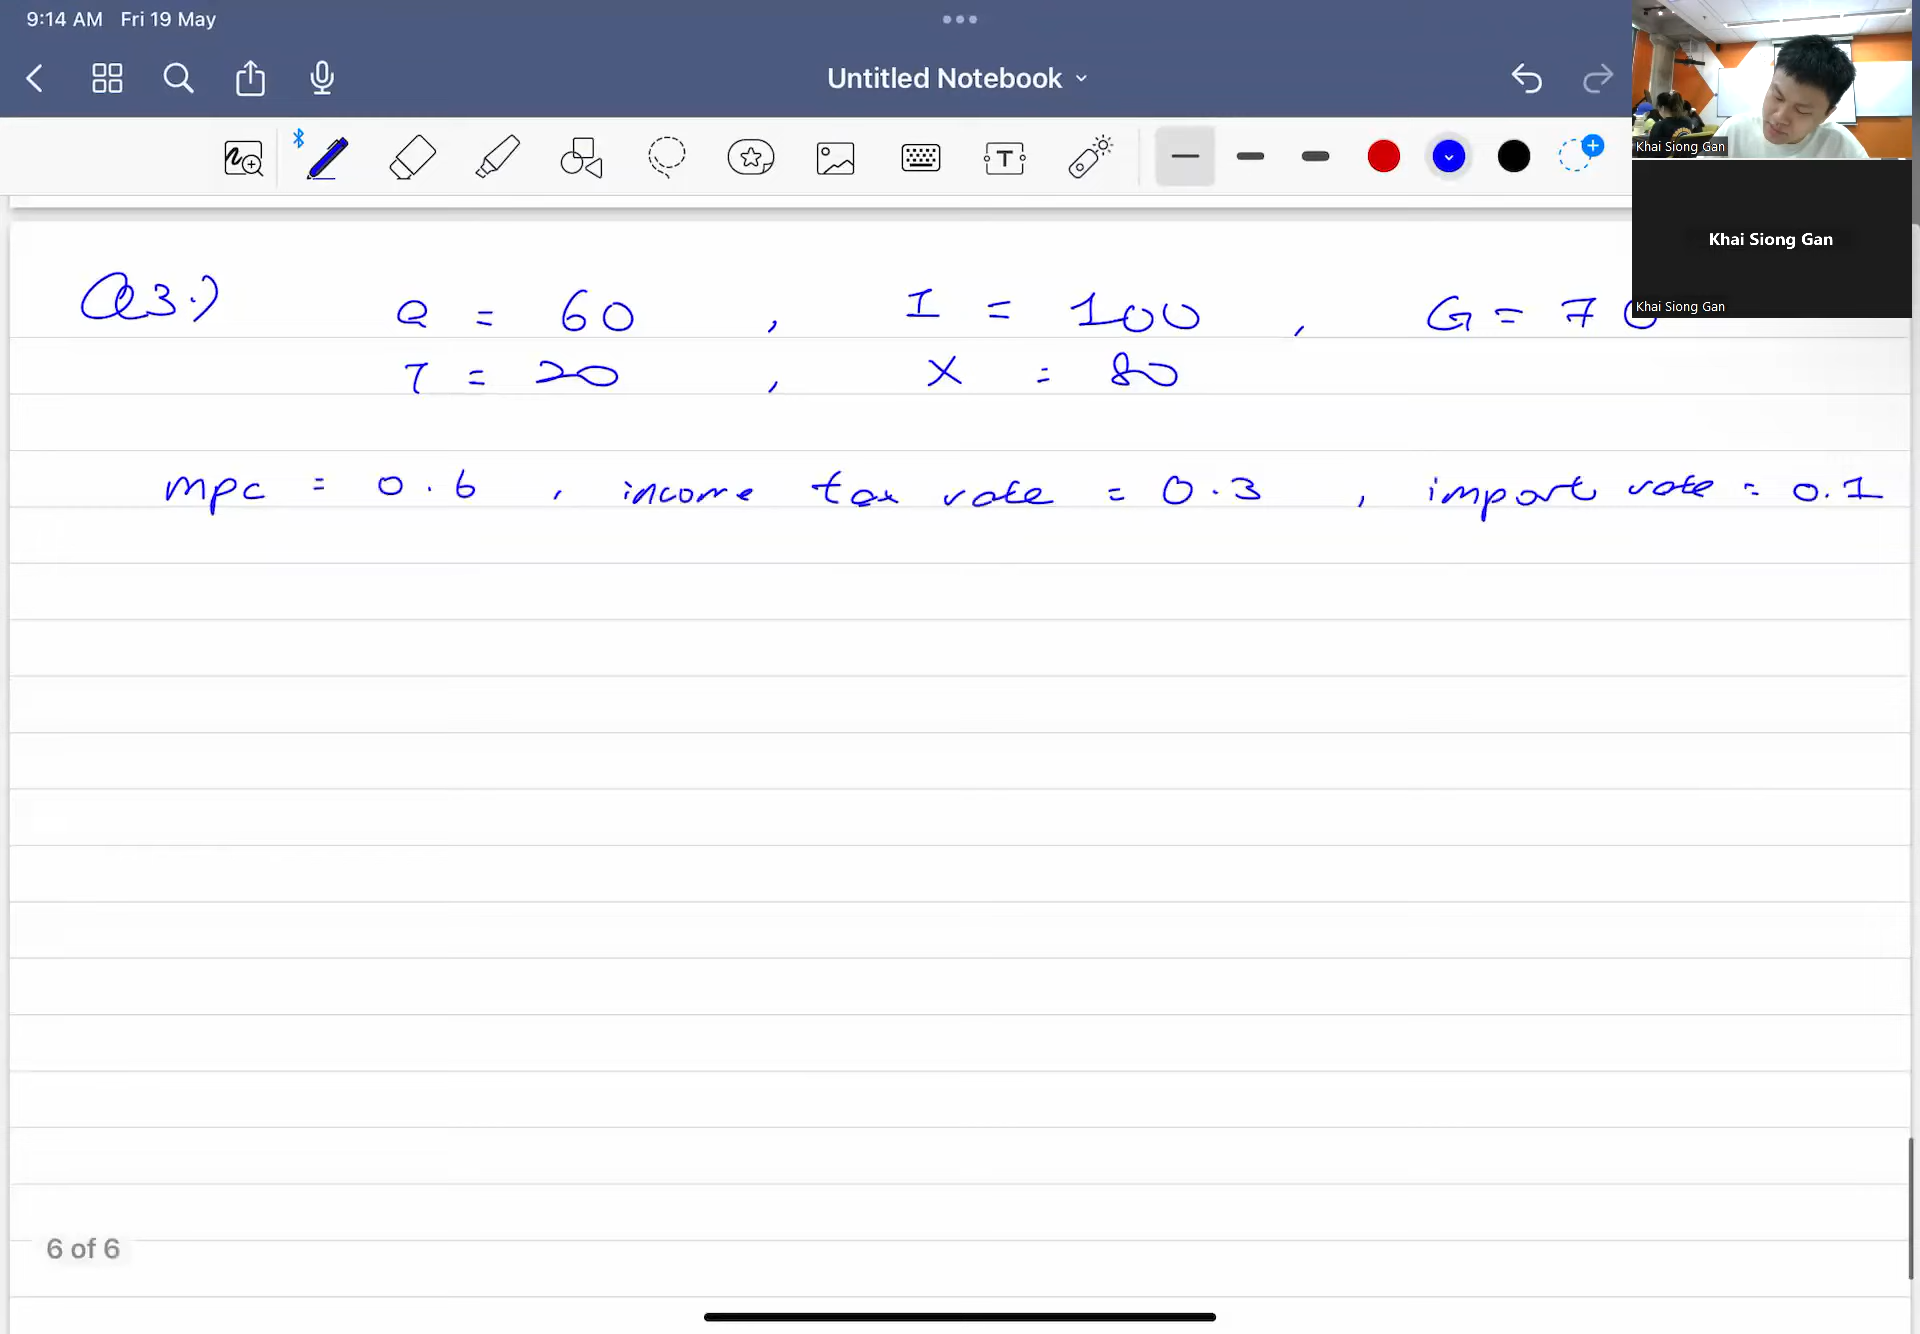 9:14 AM Fri 19 May
Untitled Notebook
Khai Siong Gan
Khai Siong Gan
Khai Siong Gan
Q3.) a = 60 , I = 100 , G = 70
T = 20 , X = 80
mpc = 0.6 , income tax rate = 0.3 , import rate = 0.1
6 of 6